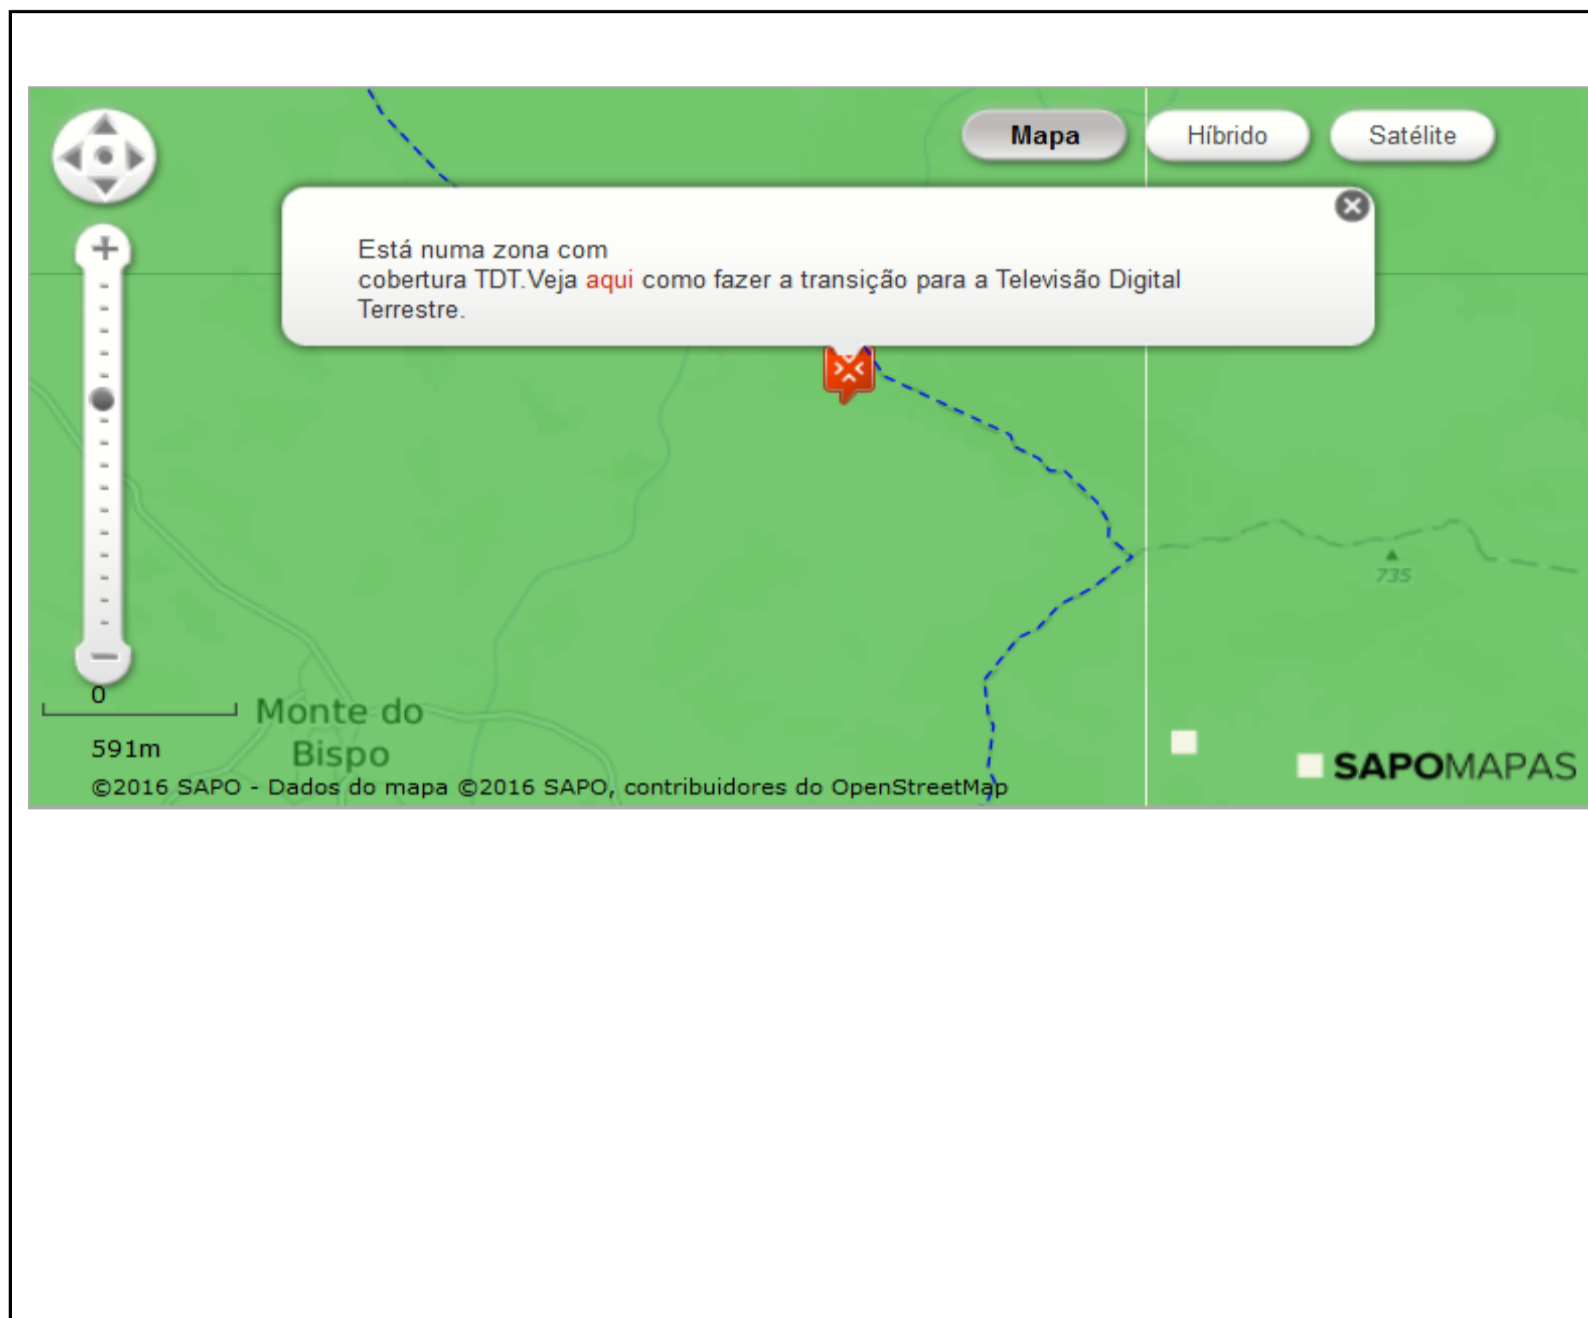 Mapa
Híbrido
Satélite
Está numa zona com
cobertura TDT.Veja aqui como fazer a transição para a Televisão Digital
Terrestre.
735
0
591m
Monte do
Bispo
SAPOMAPAS
©2016 SAPO - Dados do mapa ©2016 SAPO, contribuidores do OpenStreetMap